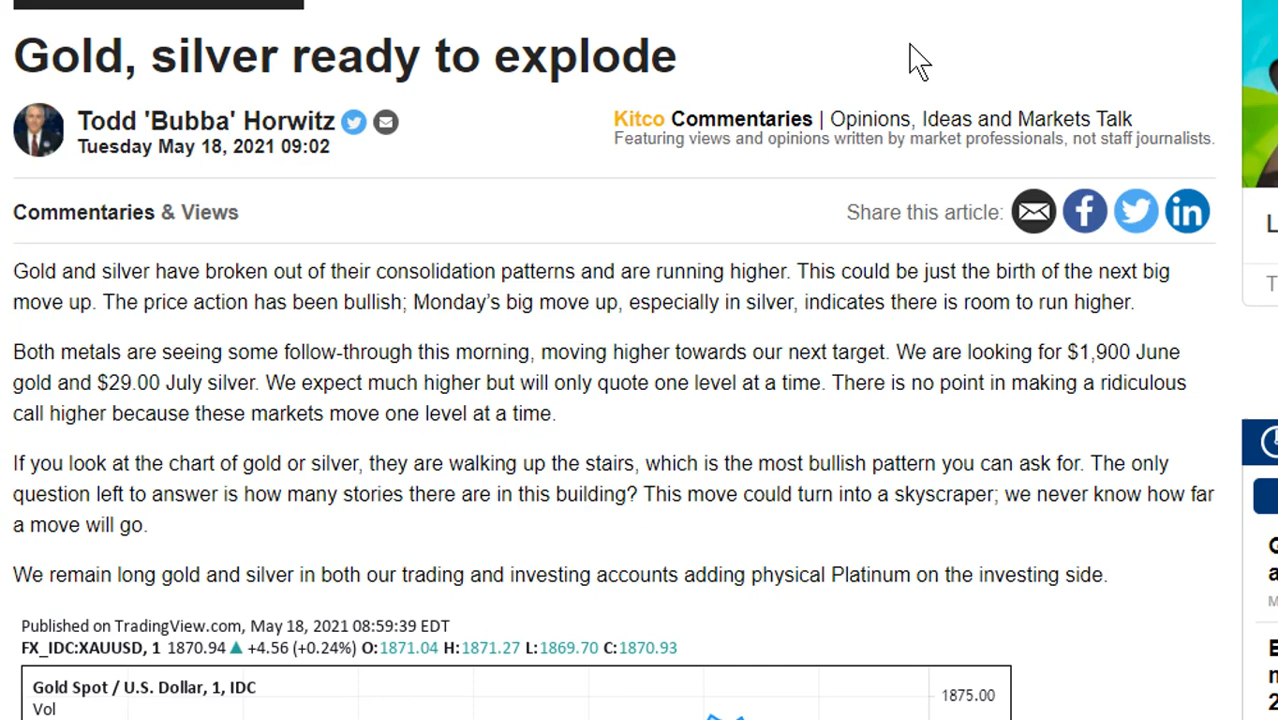 Gold, silver ready to explode
Todd 'Bubba' Horwitz
Tuesday May 18, 2021 09:02
Kitco Commentaries | Opinions, Ideas and Markets Talk
Featuring views and opinions written by market professionals, not staff journalists.
Commentaries & Views
Share this article:
Gold and silver have broken out of their consolidation patterns and are running higher. This could be just the birth of the next big
move up. The price action has been bullish; Monday’s big move up, especially in silver, indicates there is room to run higher.
Both metals are seeing some follow-through this morning, moving higher towards our next target. We are looking for $1,900 June
gold and $29.00 July silver. We expect much higher but will only quote one level at a time. There is no point in making a ridiculous
call higher because these markets move one level at a time.
If you look at the chart of gold or silver, they are walking up the stairs, which is the most bullish pattern you can ask for. The only
question left to answer is how many stories there are in this building? This move could turn into a skyscraper; we never know how far
a move will go.
We remain long gold and silver in both our trading and investing accounts adding physical Platinum on the investing side.
Published on TradingView.com, May 18, 2021 08:59:39 EDT
FX_IDC:XAUUSD, 1 1870.94 ▲ +4.56 (+0.24%) O:1871.04 H:1871.27 L:1869.70 C:1870.93
Gold Spot / U.S. Dollar, 1, IDC
Vol
1875.00